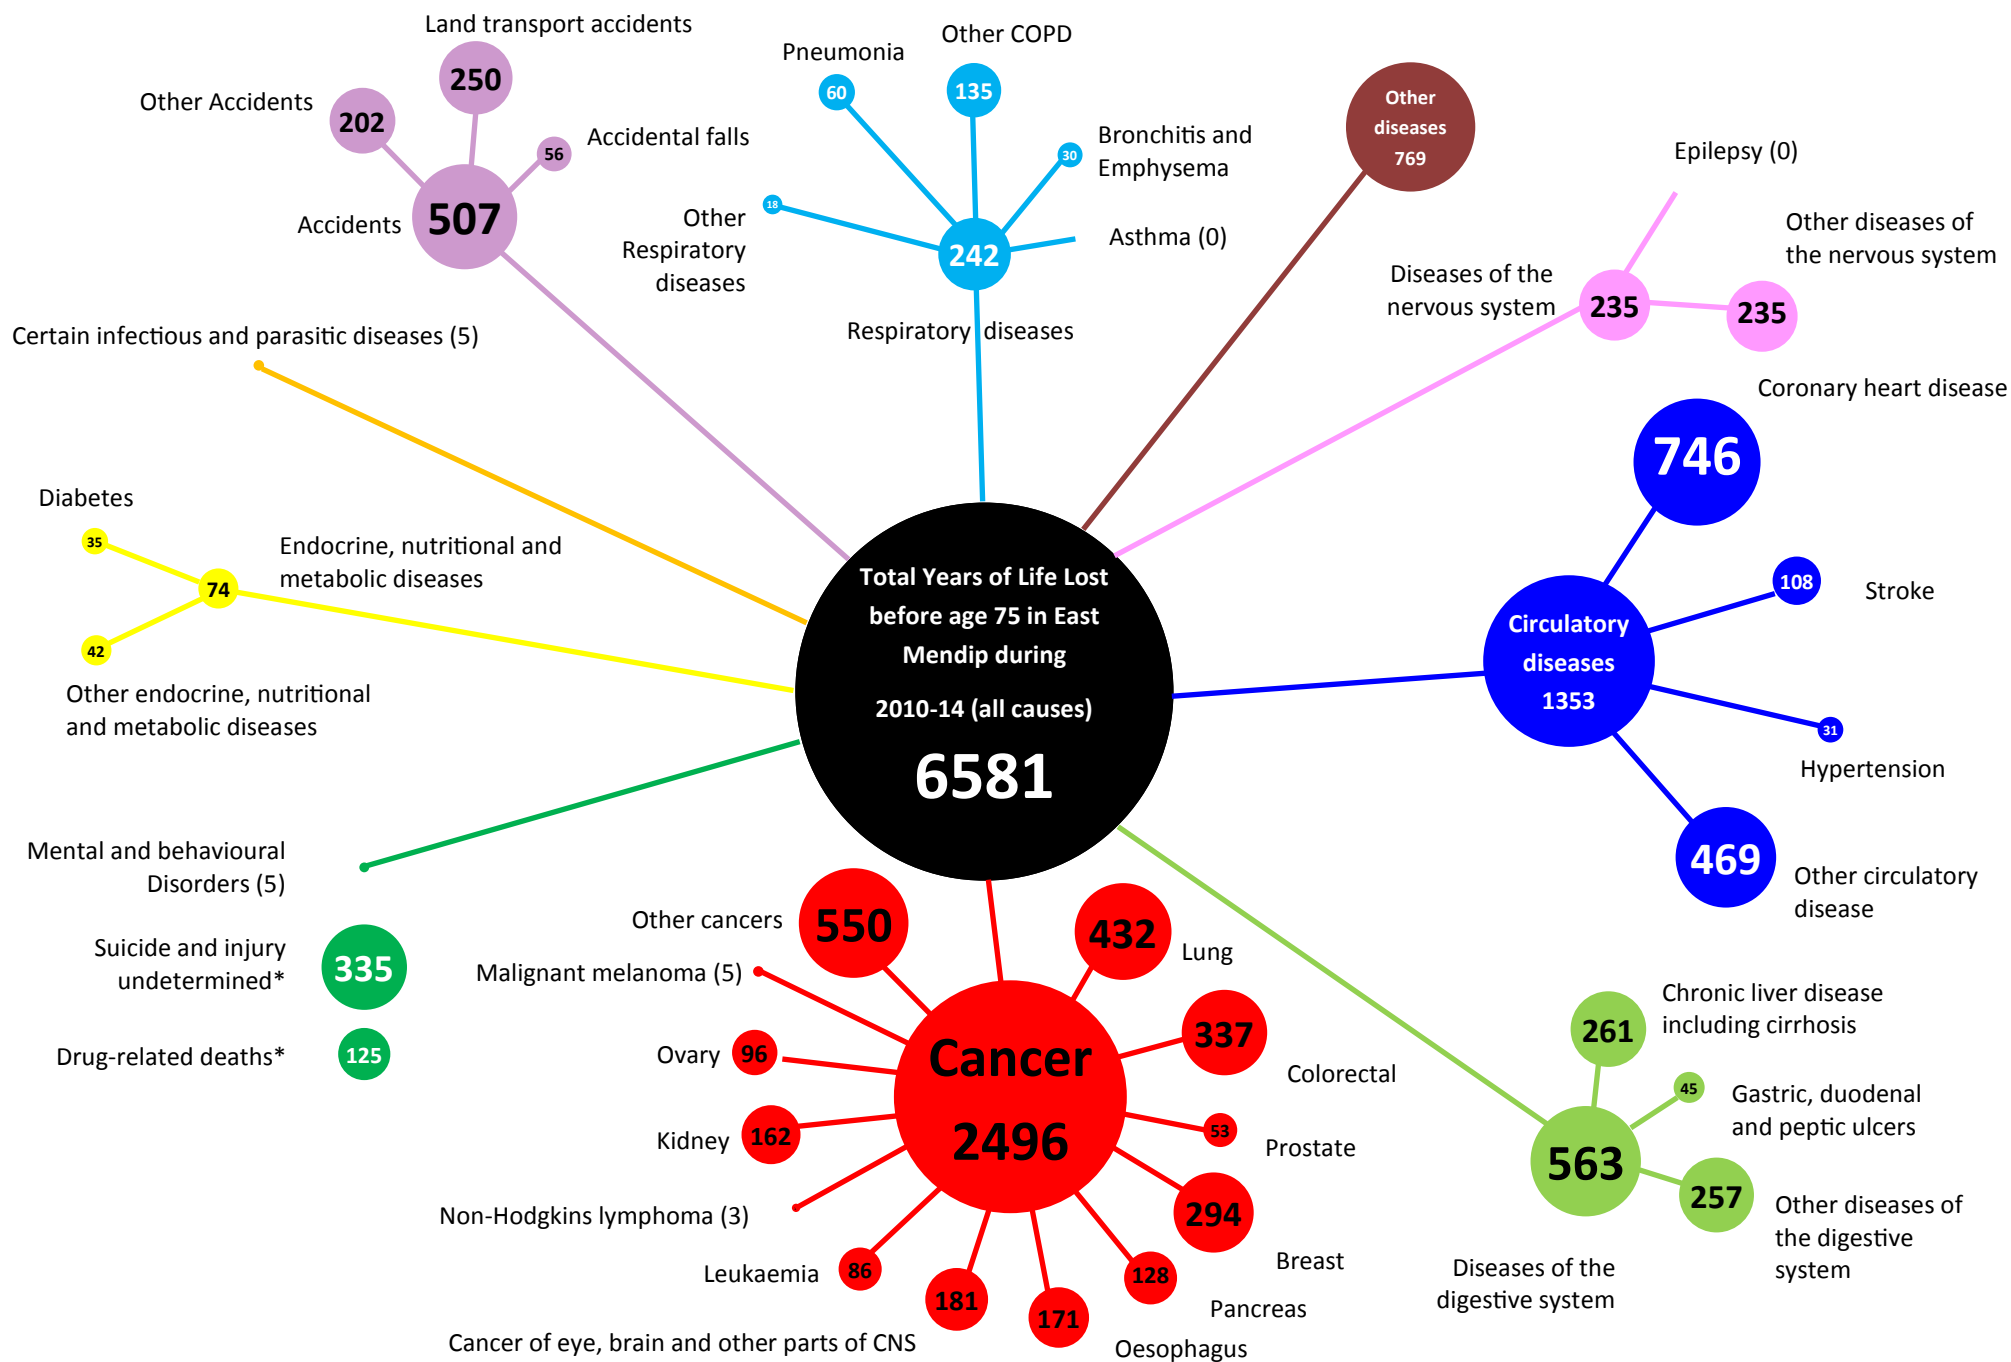 Land transport accidents
250
Other Accidents
202
Accidental falls
56
Accidents
507
Pneumonia
60
Other COPD
135
Bronchitis and
Emphysema
30
Other
Respiratory
diseases
18
242
Asthma (0)
Respiratory diseases
Other
diseases
769
Epilepsy (0)
Other diseases of
the nervous system
Diseases of the
nervous system
235
235
Certain infectious and parasitic diseases (5)
Coronary heart disease
746
Diabetes
35
Endocrine, nutritional and
metabolic diseases
74
42
Other endocrine, nutritional
and metabolic diseases
Total Years of Life Lost
before age 75 in East
Mendip during
2010-14 (all causes)
6581
Circulatory
diseases
1353
108
Stroke
31
Hypertension
469
Other circulatory
disease
Mental and behavioural
Disorders (5)
Suicide and injury
undetermined*
335
Drug-related deaths*
125
Other cancers
550
432
Lung
Malignant melanoma (5)
337
Colorectal
Ovary
96
Cancer
2496
Kidney
162
53
Prostate
Non-Hodgkins lymphoma (3)
294
Breast
Leukaemia
86
128
Pancreas
181
Cancer of eye, brain and other parts of CNS
171
Oesophagus
261
Chronic liver disease
including cirrhosis
45
Gastric, duodenal
and peptic ulcers
563
257
Other diseases of
the digestive
system
Diseases of the
digestive system